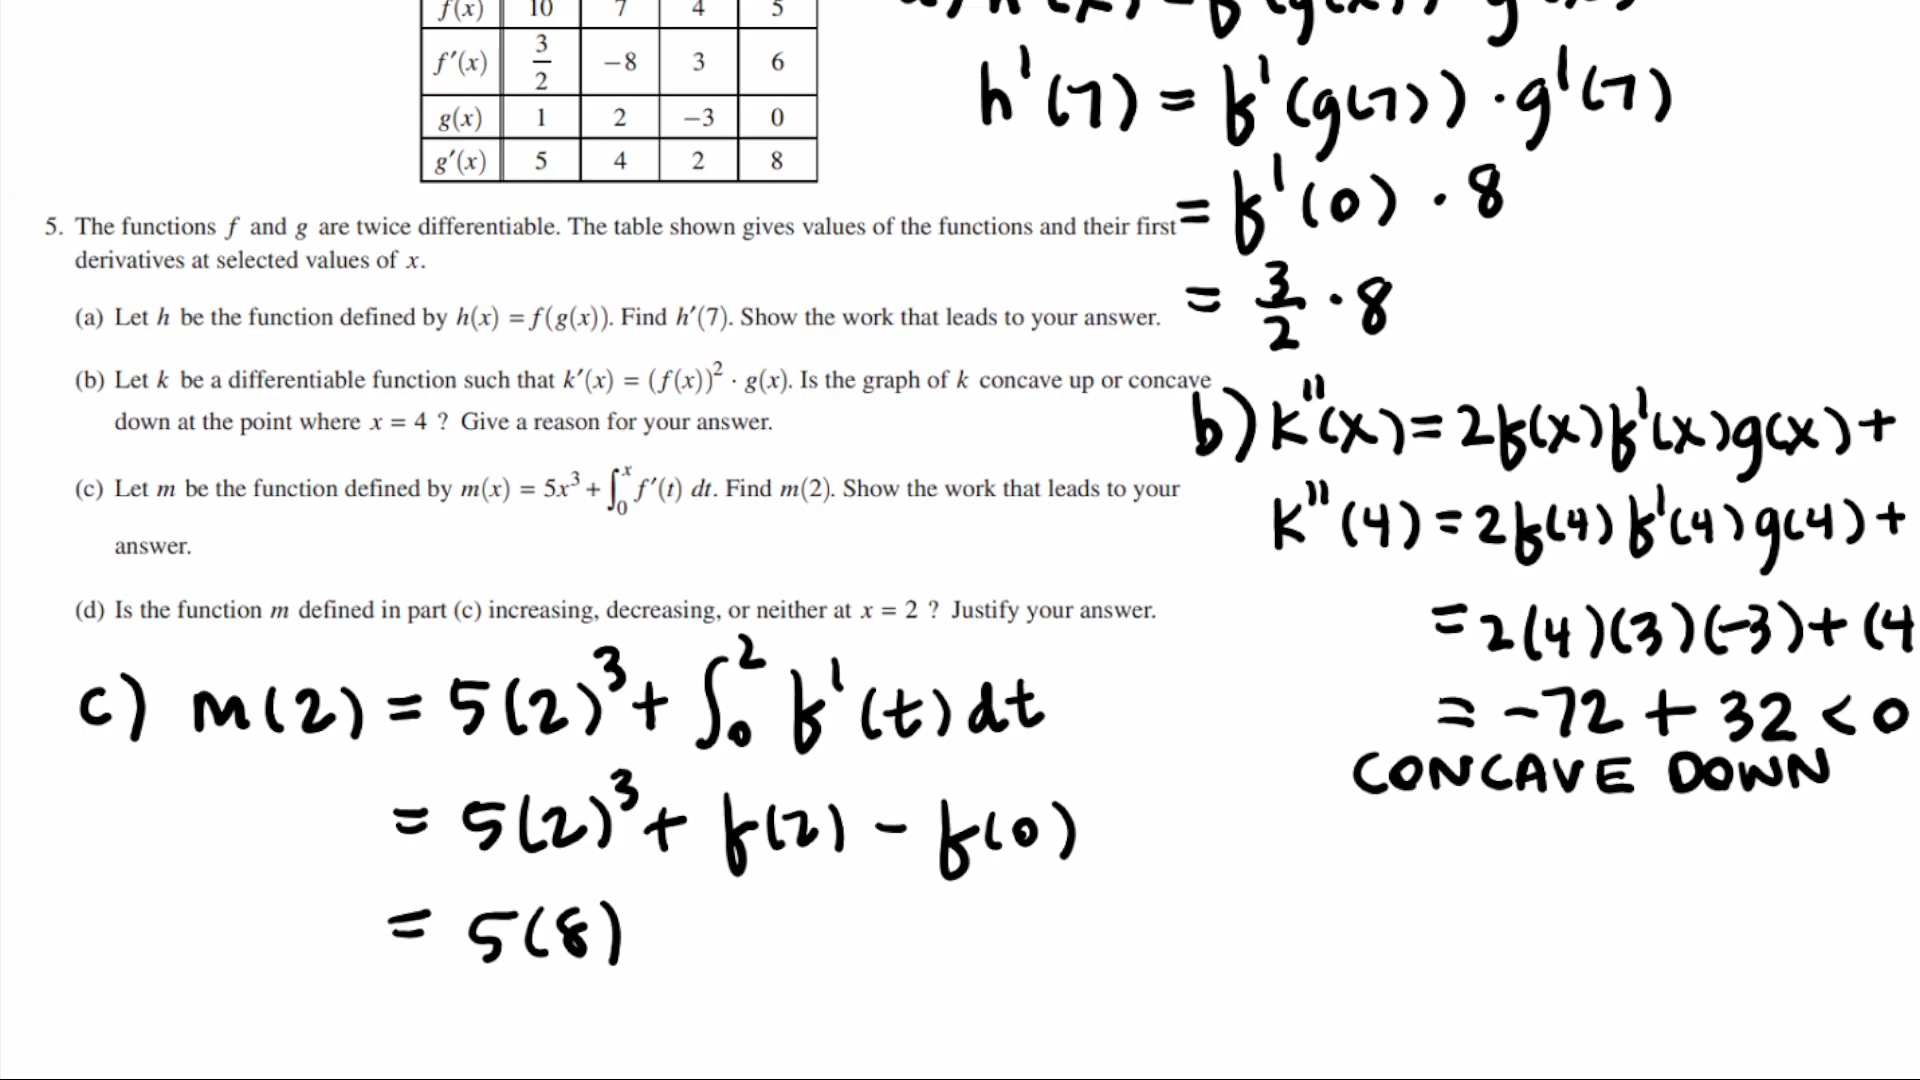 f(x) 10 7 4 5
f′(x) 3/2 −8 3 6
g(x) 1 2 −3 0
g′(x) 5 4 2 8
5. The functions f and g are twice differentiable. The table shown gives values of the functions and their first
derivatives at selected values of x.
(a) Let h be the function defined by h(x) = f(g(x)). Find h′(7). Show the work that leads to your answer.
(b) Let k be a differentiable function such that k′(x) = (f(x))² · g(x). Is the graph of k concave up or concave
down at the point where x = 4 ? Give a reason for your answer.
(c) Let m be the function defined by m(x) = 5x³ + ∫₀ˣ f′(t) dt. Find m(2). Show the work that leads to your
answer.
(d) Is the function m defined in part (c) increasing, decreasing, or neither at x = 2 ? Justify your answer.
h'(7) = f'(g(7)) · g'(7)
= f'(0) · 8
= 3/2 · 8
b) K''(x) = 2f(x)f'(x)g(x) +
K''(4) = 2f(4)f'(4)g(4) +
= 2(4)(3)(-3) + (4
= -72 + 32 < 0
CONCAVE DOWN
c) m(2) = 5(2)³ + ∫₀² f'(t)dt
= 5(2)³ + f(2) - f(0)
= 5(8)